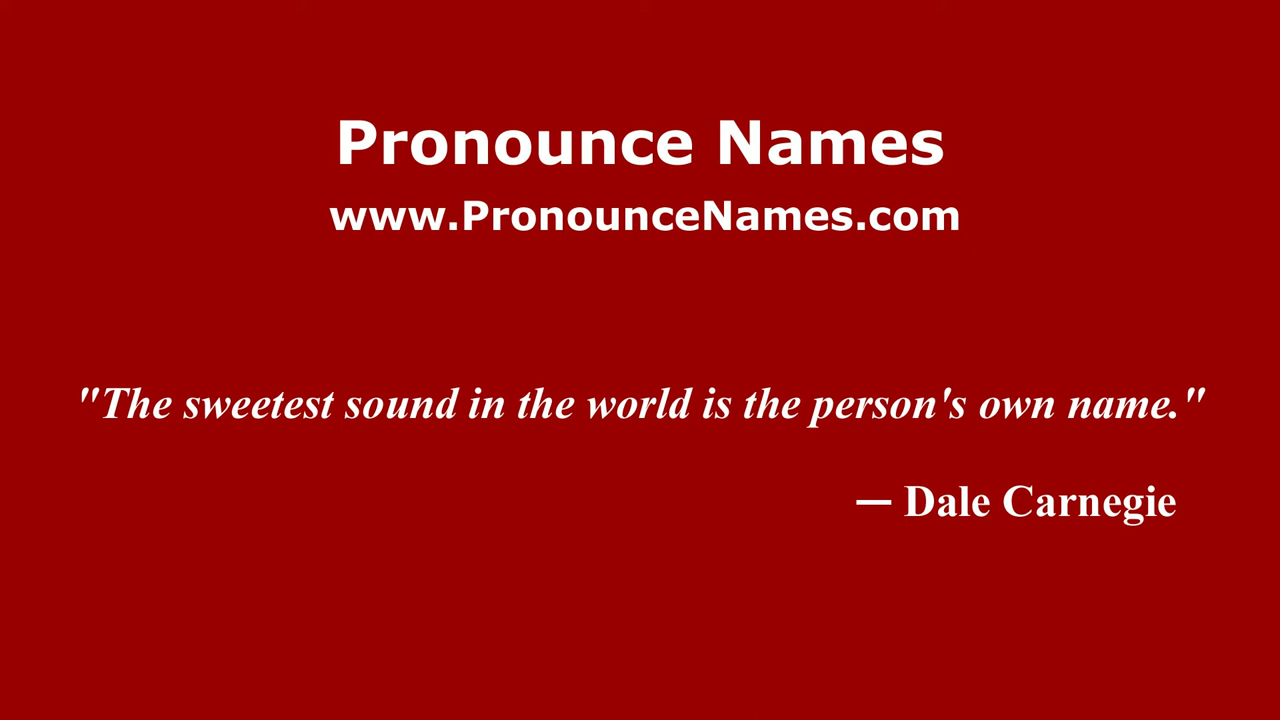 Pronounce Names
www.PronounceNames.com
"The sweetest sound in the world is the person's own name."
— Dale Carnegie